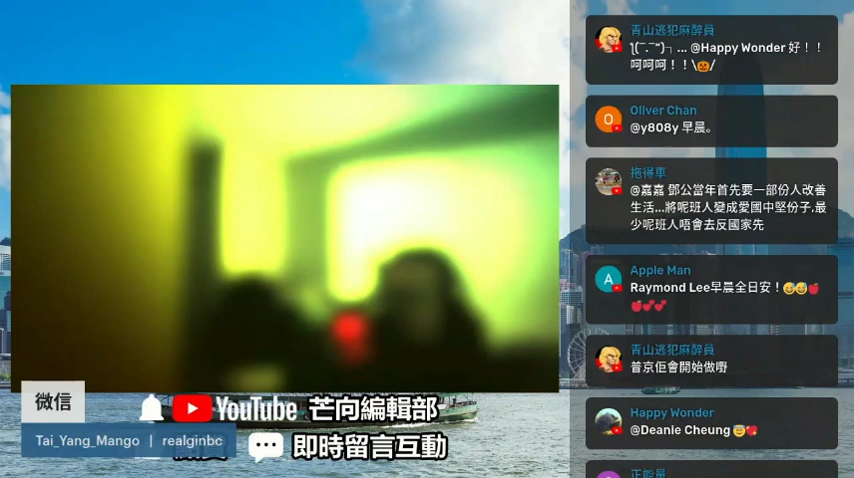 青山逃犯麻醉員
@Happy Wonder 好！！
呵呵呵！！\🎃/
Oliver Chan
@y808y 早晨。
拖得車
@嘉嘉 鄧公當年首先要一部份人改善
生活...將呢班人變成愛國中堅份子,最
少呢班人唔會去反國家先
Apple Man
Raymond Lee早晨全日安！😅😅🍎
🍎💕💕
青山逃犯麻醉員
普京佢會開始做嘢
Happy Wonder
@Deanie Cheung 😇💘
正能量
微信
Tai_Yang_Mango | realginbc
YouTube 芒向編輯部
即時留言互動